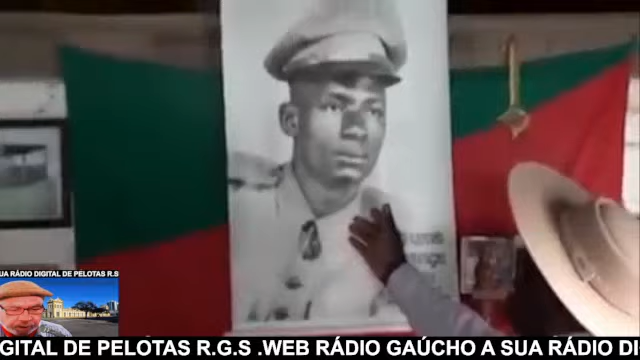 UA RÁDIO DIGITAL DE PELOTAS R.S
GITAL DE PELOTAS R.G.S .WEB RÁDIO GAÚCHO A SUA RÁDIO DI